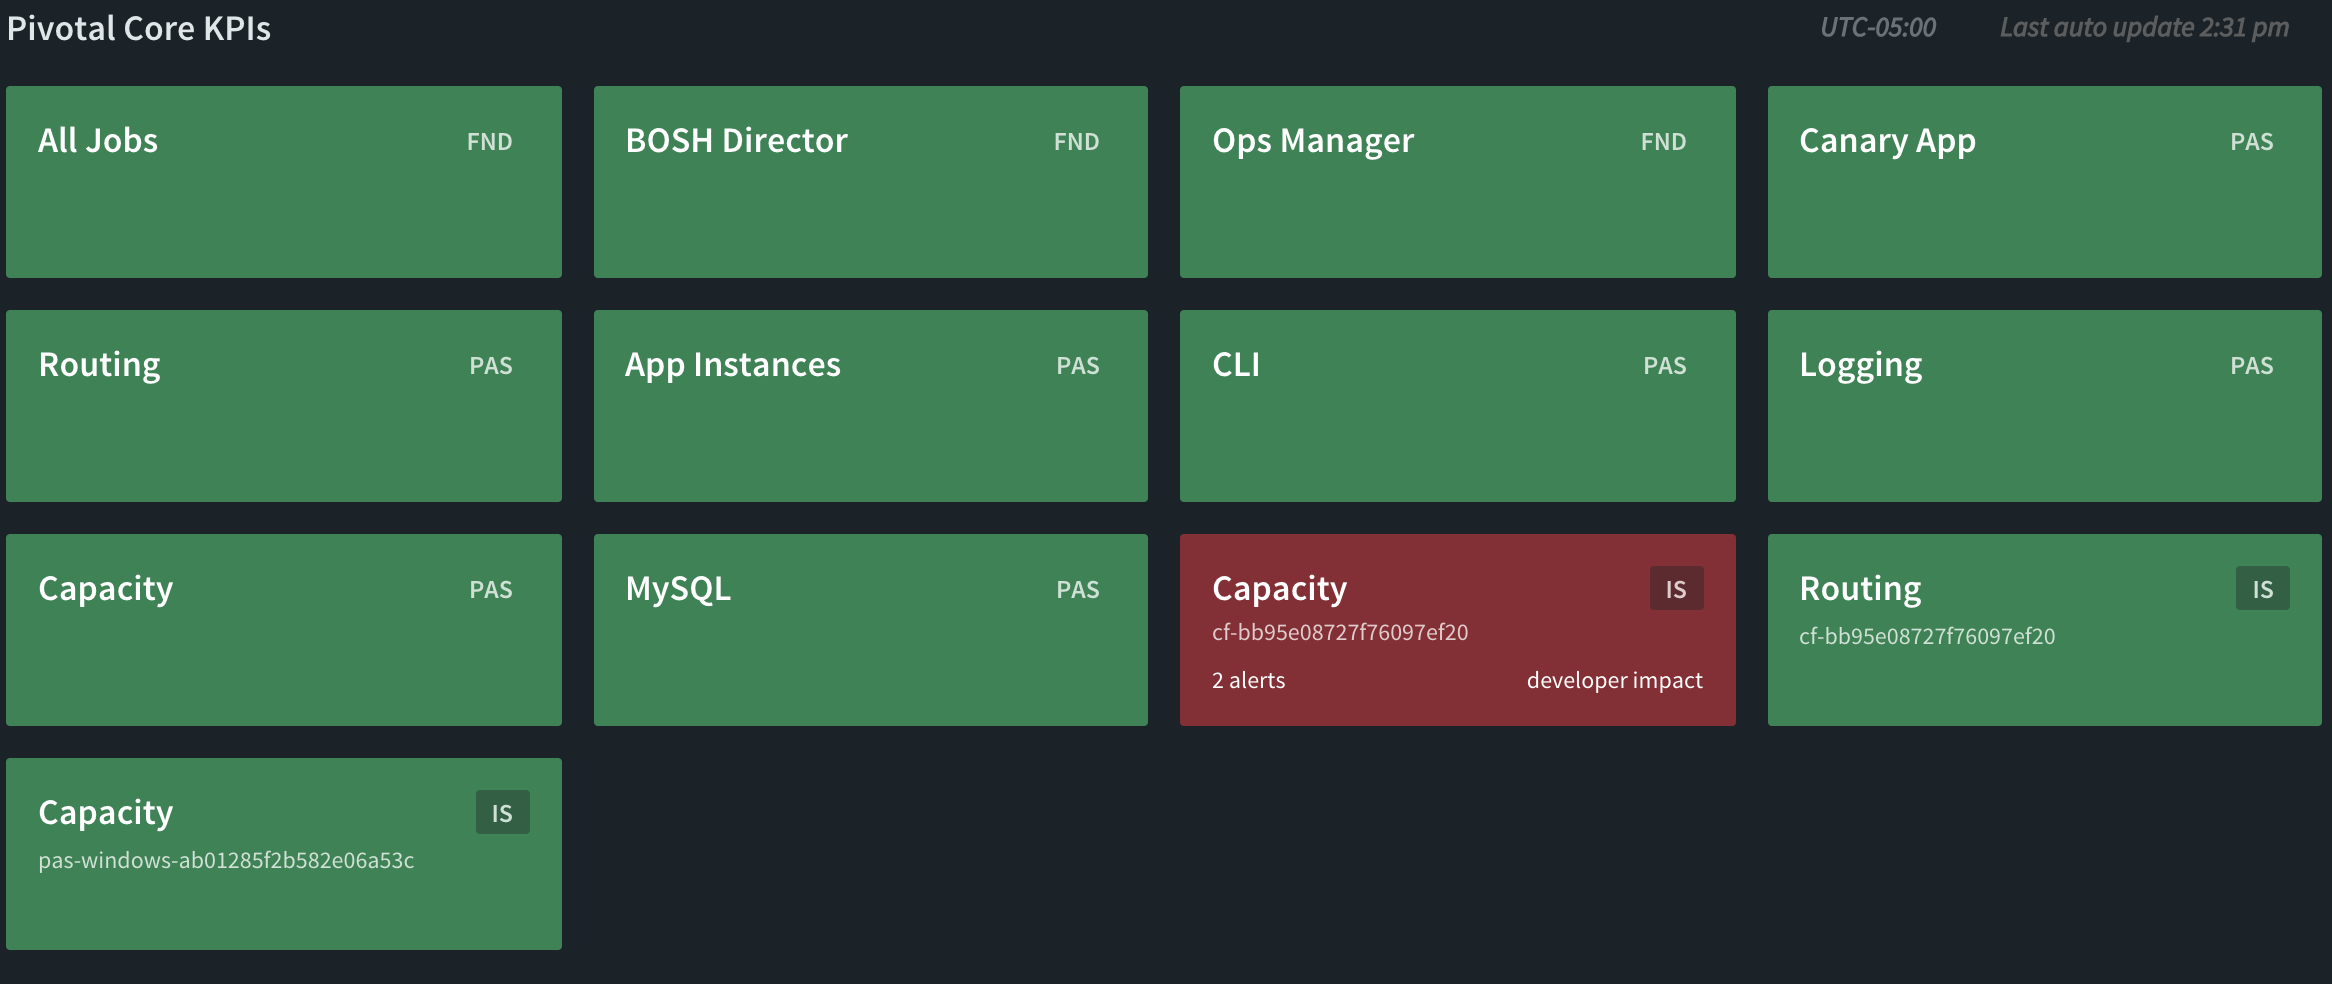 Pivotal Core KPIs
UTC-05:00
Last auto update 2:31 pm
All Jobs
FND
BOSH Director
FND
Ops Manager
FND
Canary App
PAS
Routing
PAS
App Instances
PAS
CLI
PAS
Logging
PAS
Capacity
PAS
MySQL
PAS
Capacity
IS
cf-bb95e08727f76097ef20
2 alerts
developer impact
Routing
IS
cf-bb95e08727f76097ef20
Capacity
IS
pas-windows-ab01285f2b582e06a53c